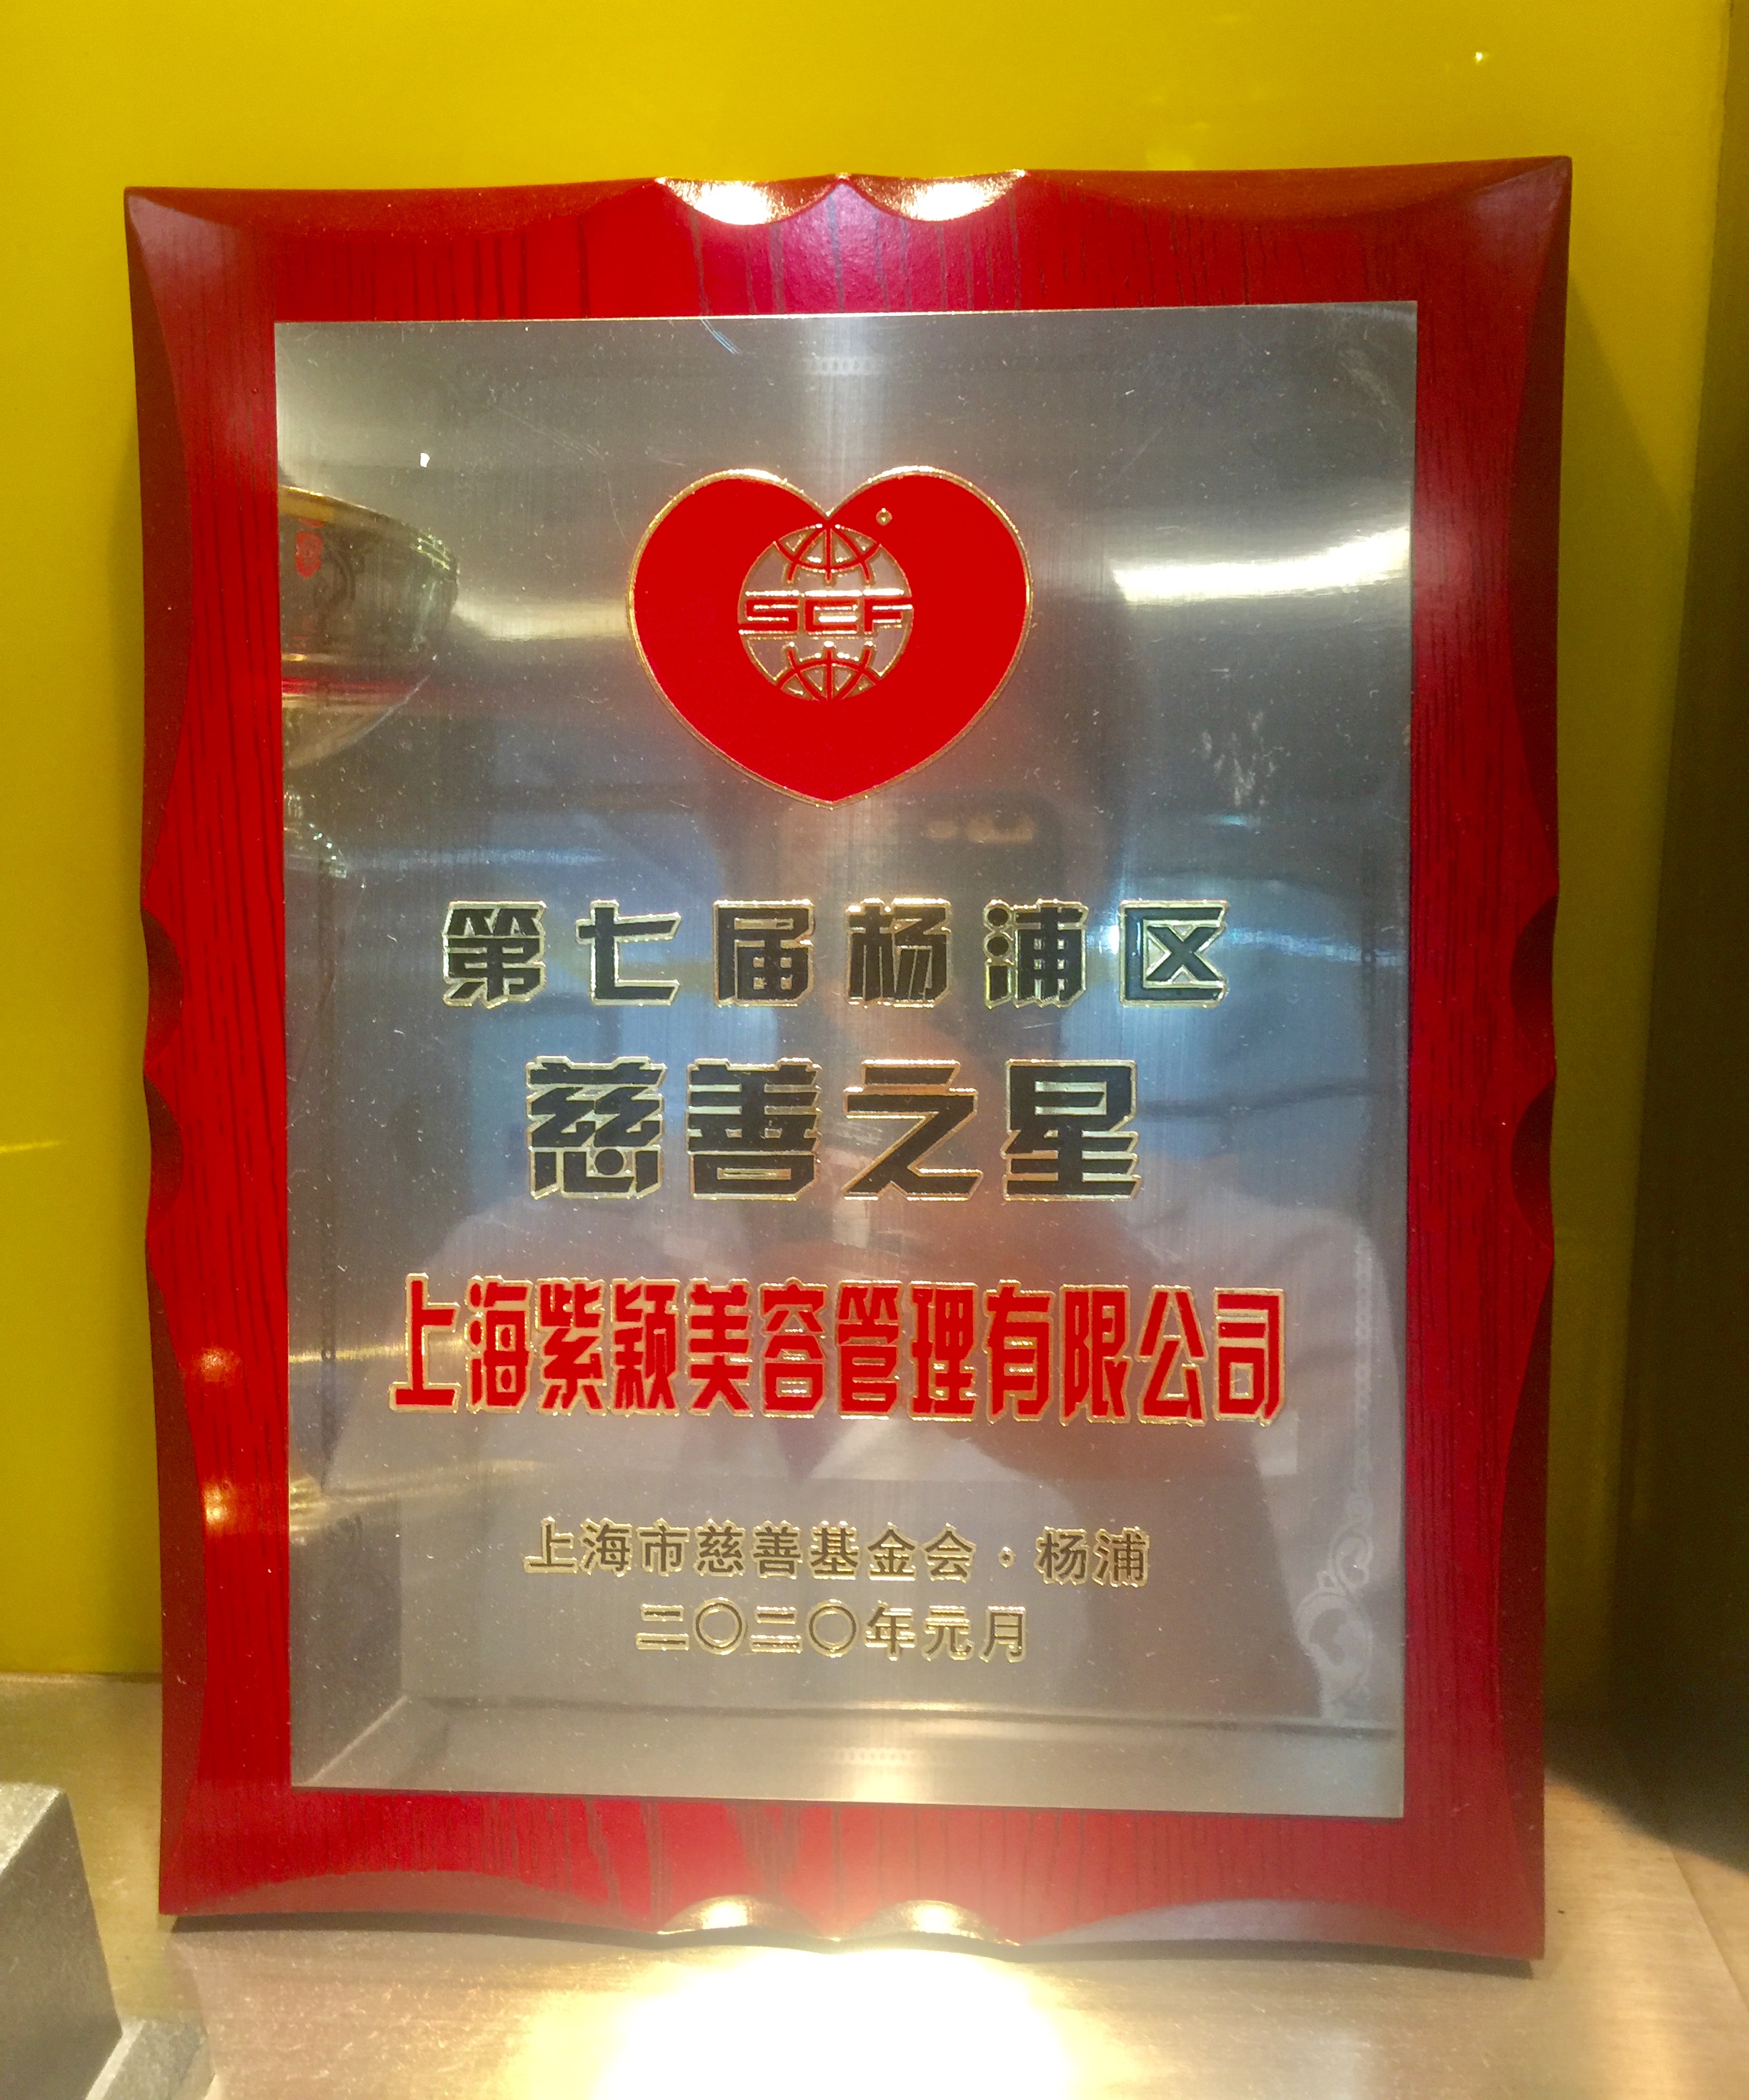 SCF
第七届杨浦区
慈善之星
上海紫颖美容管理有限公司
上海市慈善基金会·杨浦
二〇二〇年元月